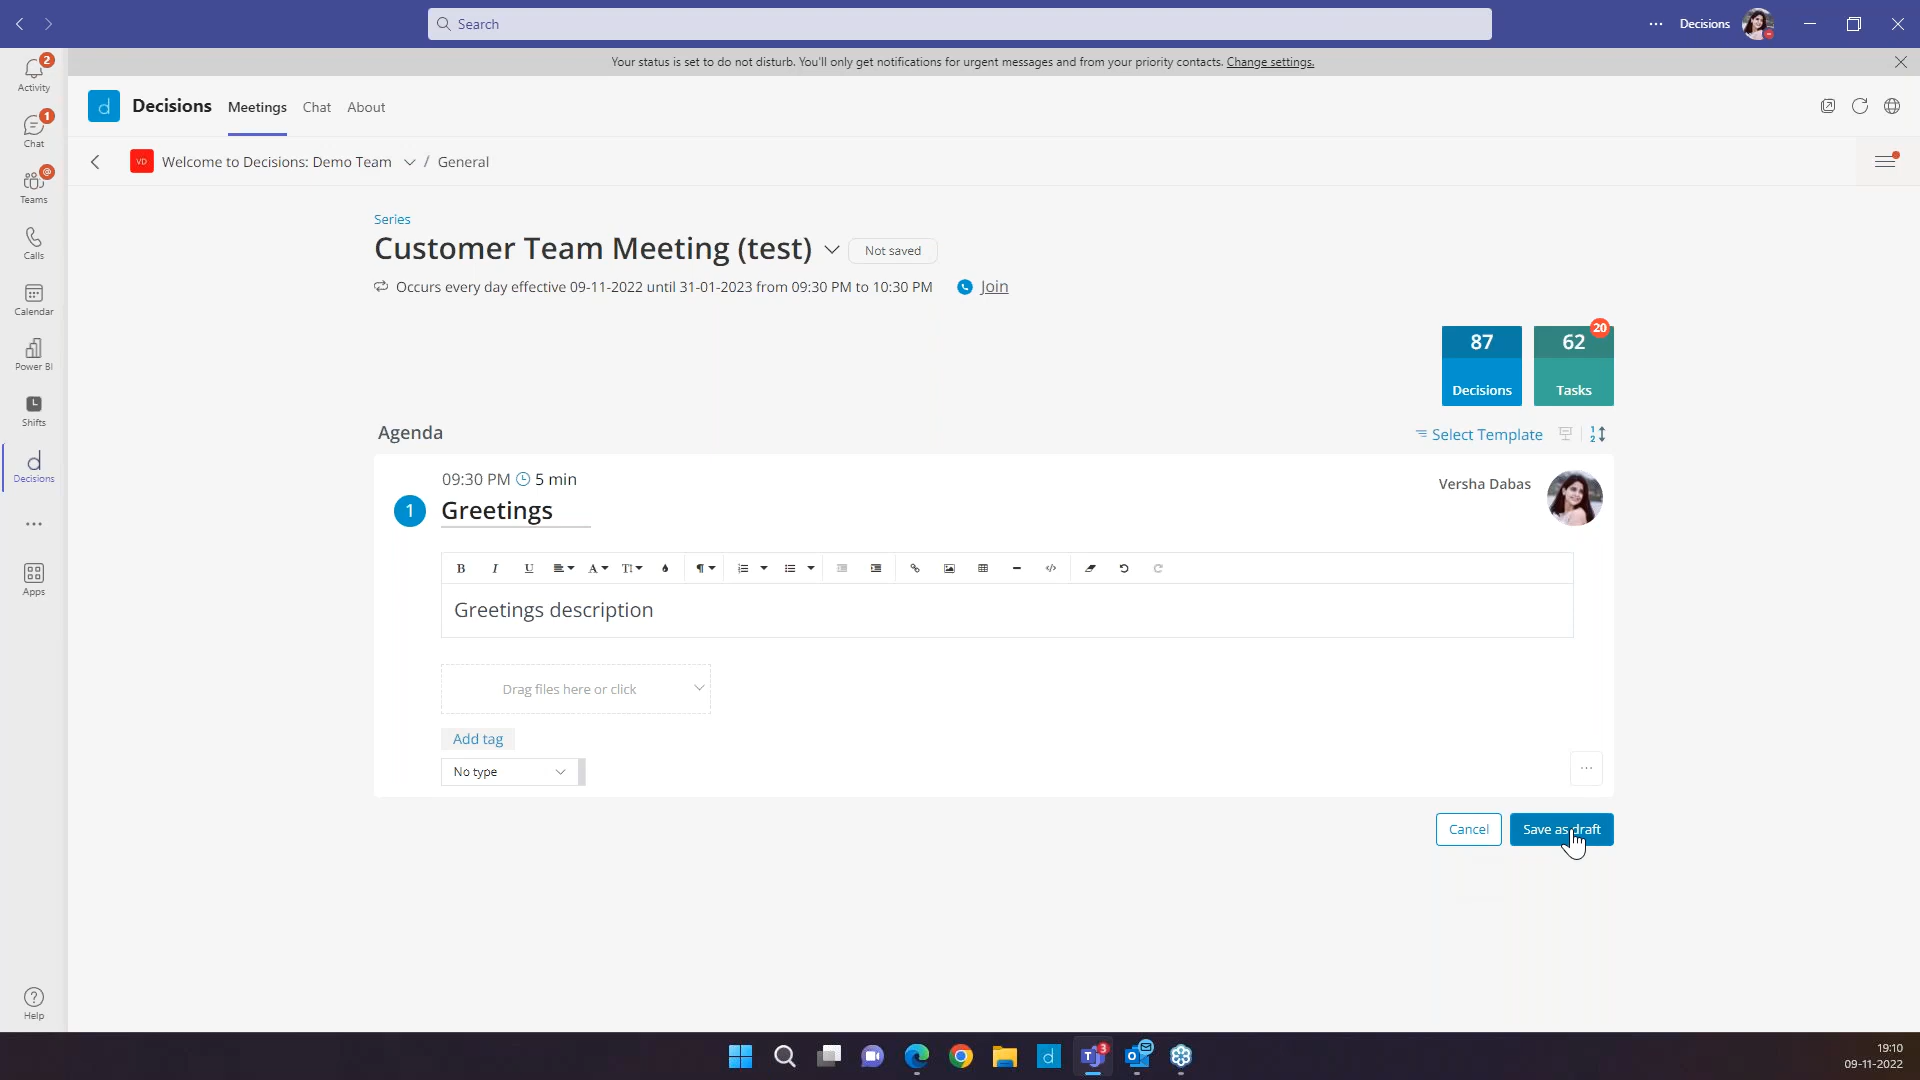 Search
Decisions
Your status is set to do not disturb. You'll only get notifications for urgent messages and from your priority contacts. Change settings.
2
Activity
1
Chat
@
Teams
Calls
Calendar
Power BI
Shifts
d
Decisions
Apps
Help
d Decisions Meetings Chat About
VD Welcome to Decisions: Demo Team / General
Series
Customer Team Meeting (test) Not saved
Occurs every day effective 09-11-2022 until 31-01-2023 from 09:30 PM to 10:30 PM Join
87
Decisions
20
62
Tasks
Agenda
Select Template
09:30 PM 5 min
Versha Dabas
1 Greetings
B I U A T
Greetings description
Drag files here or click
Add tag
No type
Cancel Save as draft
19:10
09-11-2022